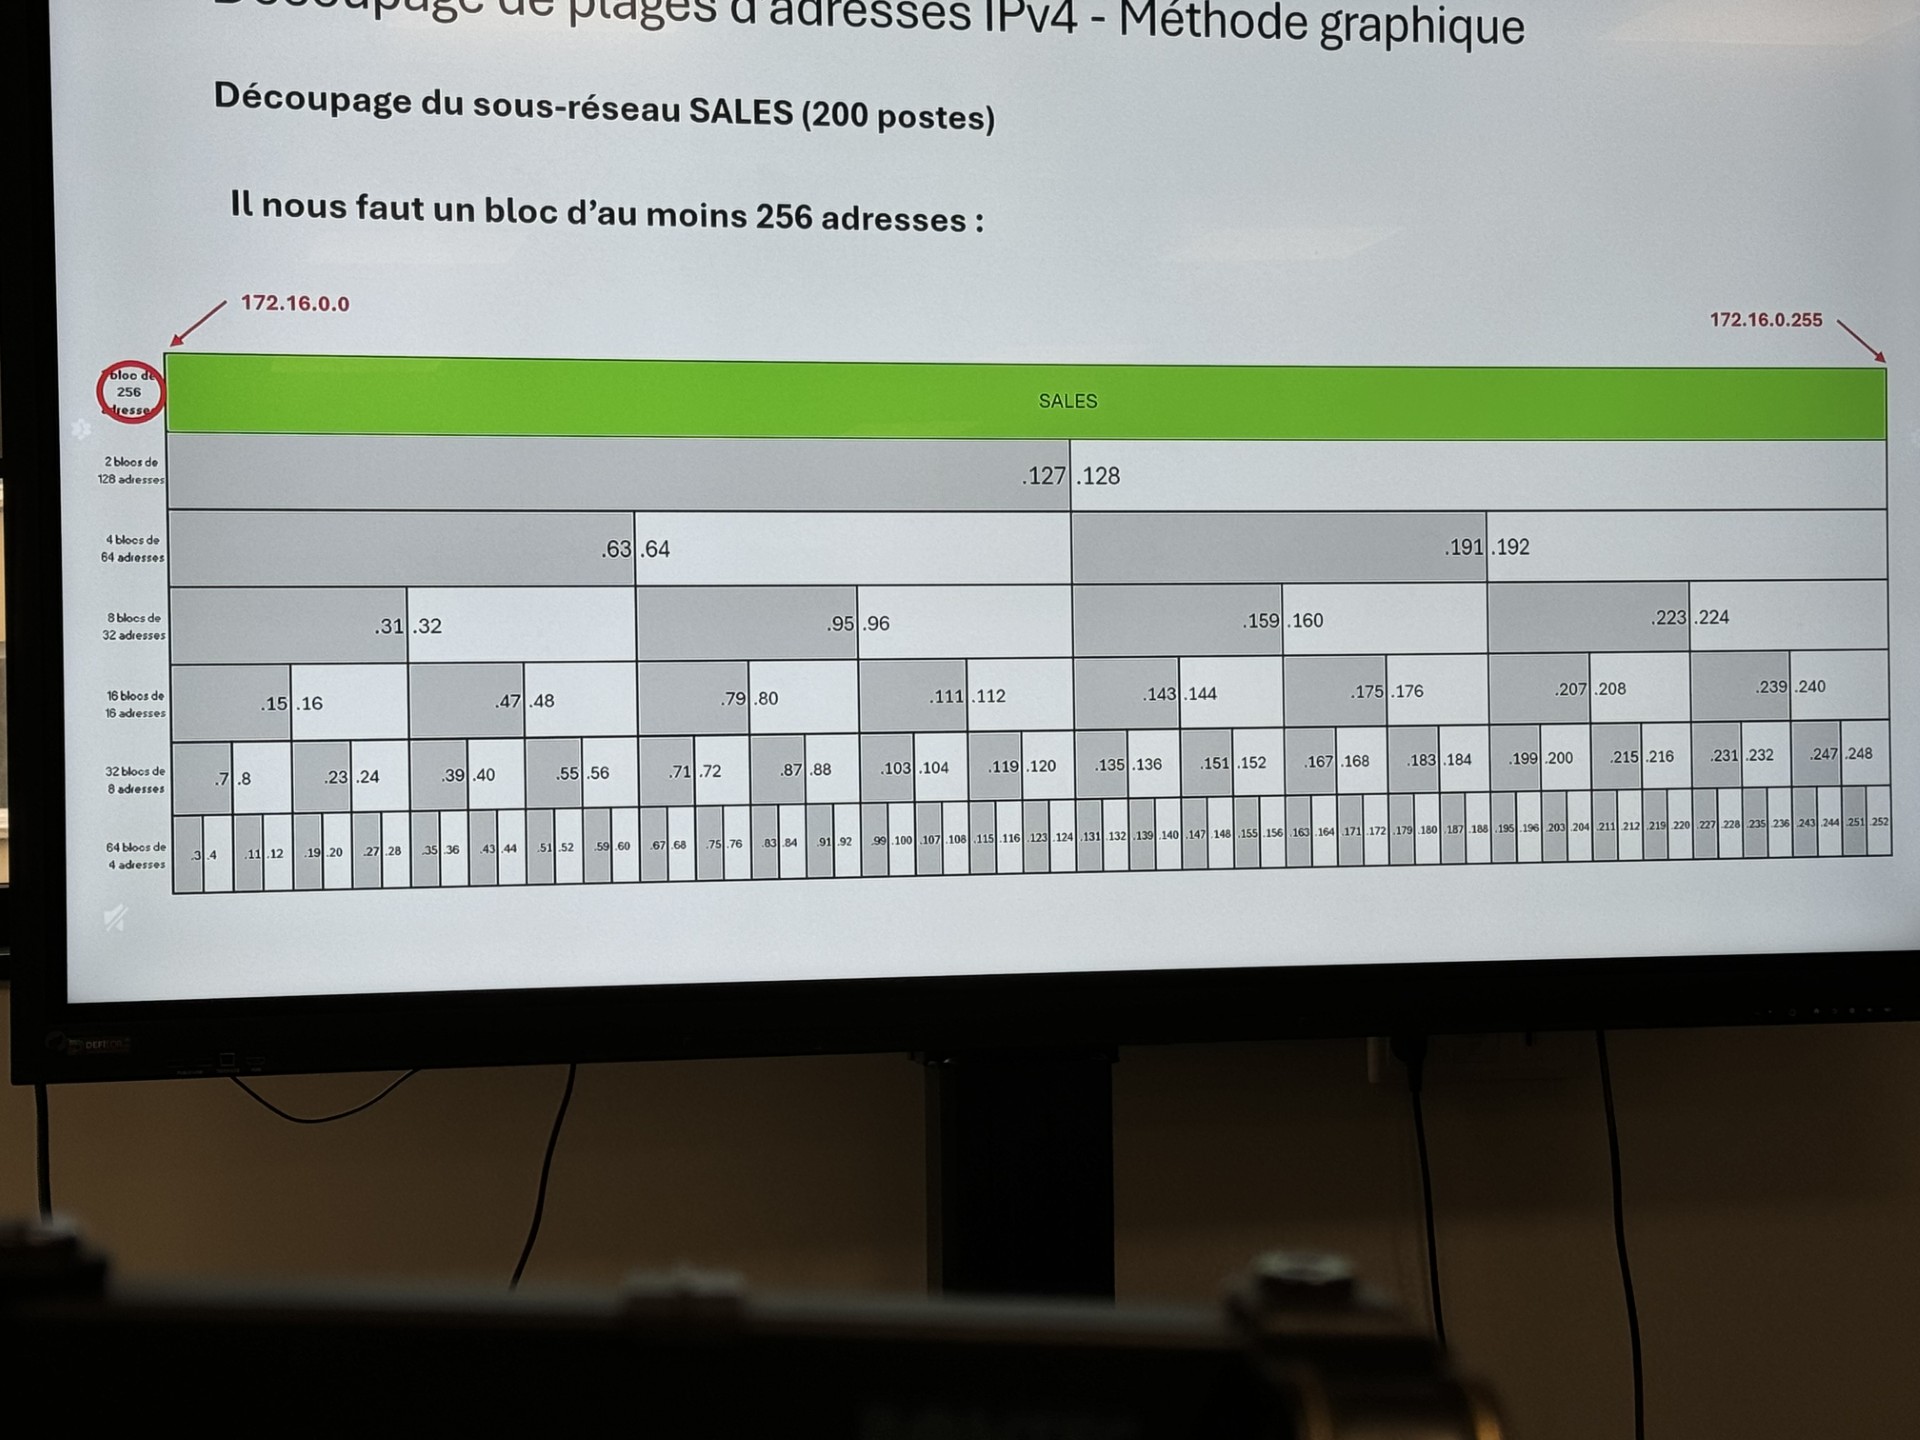 Découpage de plages d'adresses IPv4 - Méthode graphique
Découpage du sous-réseau SALES (200 postes)
Il nous faut un bloc d’au moins 256 adresses :
172.16.0.0
172.16.0.255
bloc de
256
SALES
2 blocs de
128 adresses
.127 .128
4 blocs de
64 adresses
.63 .64 .191 .192
8 blocs de
32 adresses
.31 .32 .95 .96 .159 .160 .223 .224
16 blocs de
16 adresses
.15 .16 .47 .48 .79 .80 .111 .112 .143 .144 .175 .176 .207 .208 .239 .240
32 blocs de
8 adresses
.7 .8 .23 .24 .39 .40 .55 .56 .71 .72 .87 .88 .103 .104 .119 .120 .135 .136 .151 .152 .167 .168 .183 .184 .199 .200 .215 .216 .231 .232 .247 .248
64 blocs de
4 adresses
.3 .4 .11 .12 .19 .20 .27 .28 .35 .36 .43 .44 .51 .52 .59 .60 .67 .68 .75 .76 .83 .84 .91 .92 .99 .100 .107 .108 .115 .116 .123 .124 .131 .132 .139 .140 .147 .148 .155 .156 .163 .164 .171 .172 .179 .180 .187 .188 .195 .196 .203 .204 .211 .212 .219 .220 .227 .228 .235 .236 .243 .244 .251 .252